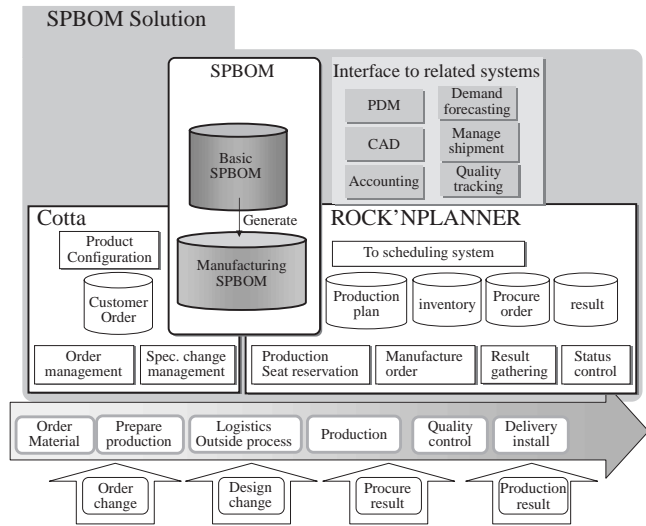 SPBOM Solution
SPBOM
Interface to related systems
PDM
Demand
forecasting
CAD
Manage
shipment
Accounting
Quality
tracking
Basic
SPBOM
Generate
Manufacturing
SPBOM
Cotta
Product
Configuration
Customer
Order
Order
management
Spec. change
management
ROCK'NPLANNER
To scheduling system
Production
plan
inventory
Procure
order
result
Production
Seat reservation
Manufacture
order
Result
gathering
Status
control
Order
Material
Prepare
production
Logistics
Outside process
Production
Quality
control
Delivery
install
Order
change
Design
change
Procure
result
Production
result